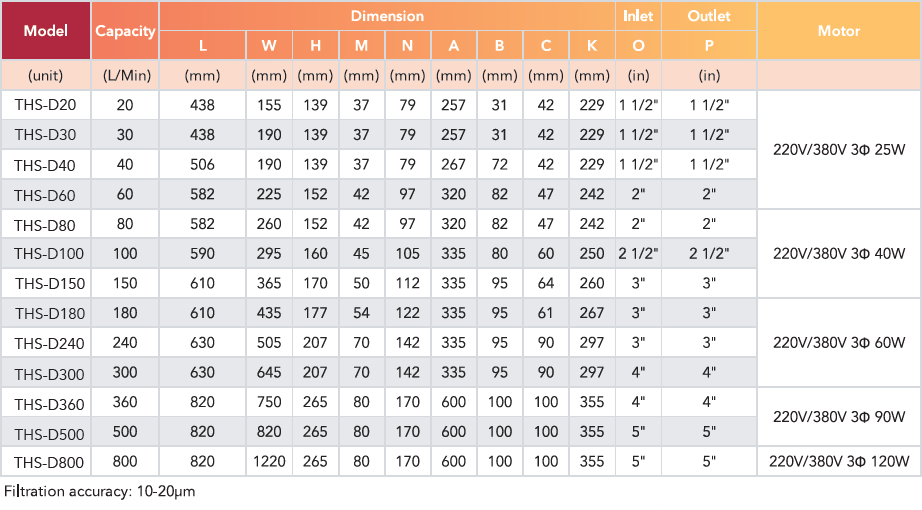 Model Capacity Dimension Inlet Outlet Motor
L W H M N A B C K O P
(unit) (L/Min) (mm) (mm) (mm) (mm) (mm) (mm) (mm) (mm) (mm) (in) (in)
THS-D20 20 438 155 139 37 79 257 31 42 229 1 1/2" 1 1/2"
THS-D30 30 438 190 139 37 79 257 31 42 229 1 1/2" 1 1/2"
220V/380V 3Φ 25W
THS-D40 40 506 190 139 37 79 267 72 42 229 1 1/2" 1 1/2"
THS-D60 60 582 225 152 42 97 320 82 47 242 2" 2"
THS-D80 80 582 260 152 42 97 320 82 47 242 2" 2"
THS-D100 100 590 295 160 45 105 335 80 60 250 2 1/2" 2 1/2" 220V/380V 3Φ 40W
THS-D150 150 610 365 170 50 112 335 95 64 260 3" 3"
THS-D180 180 610 435 177 54 122 335 95 61 267 3" 3"
THS-D240 240 630 505 207 70 142 335 95 90 297 3" 3" 220V/380V 3Φ 60W
THS-D300 300 630 645 207 70 142 335 95 90 297 4" 4"
THS-D360 360 820 750 265 80 170 600 100 100 355 4" 4"
220V/380V 3Φ 90W
THS-D500 500 820 820 265 80 170 600 100 100 355 5" 5"
THS-D800 800 820 1220 265 80 170 600 100 100 355 5" 5" 220V/380V 3Φ 120W
Filtration accuracy: 10-20μm